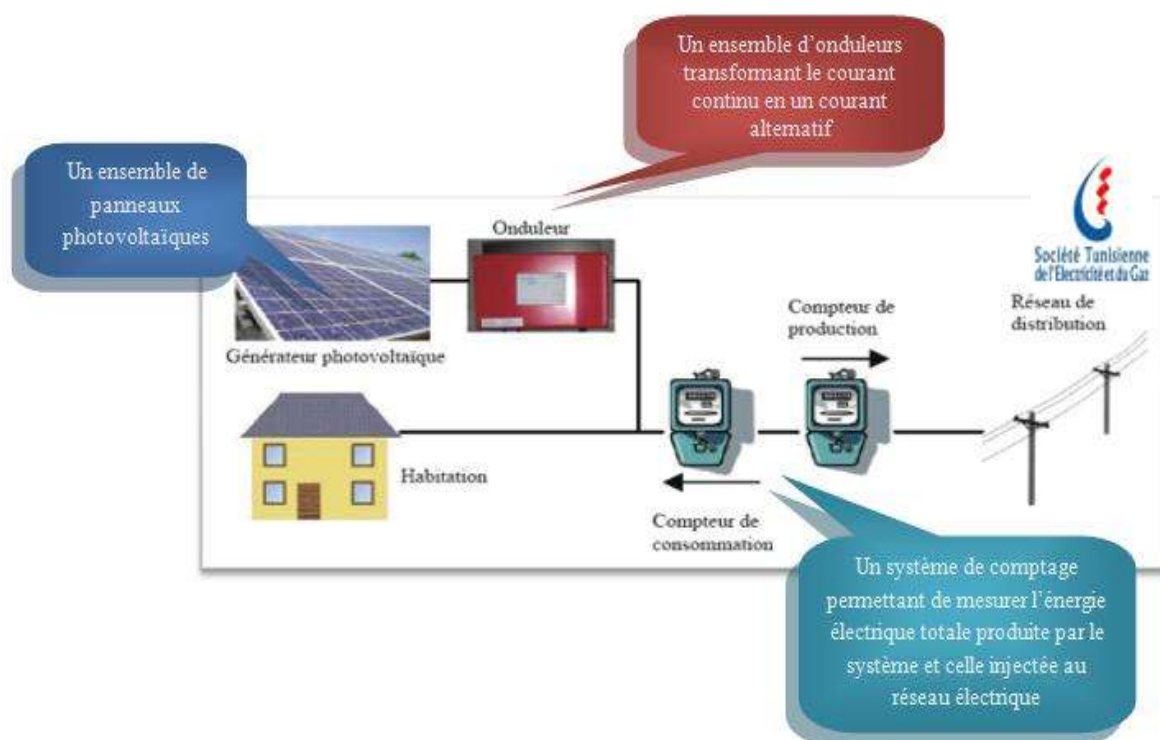 Un ensemble d'onduleurs
transformant le courant
continu en un courant
alternatif
Un ensemble de
panneaux
photovoltaïques
Onduleur
Société Tunisienne
de l'Electricité et du Gaz
Générateur photovoltaïque
Compteur de
production
Réseau de
distribution
Habitation
Compteur de
consommation
Un système de comptage
permettant de mesurer l'énergie
électrique totale produite par le
système et celle injectée au
réseau électrique